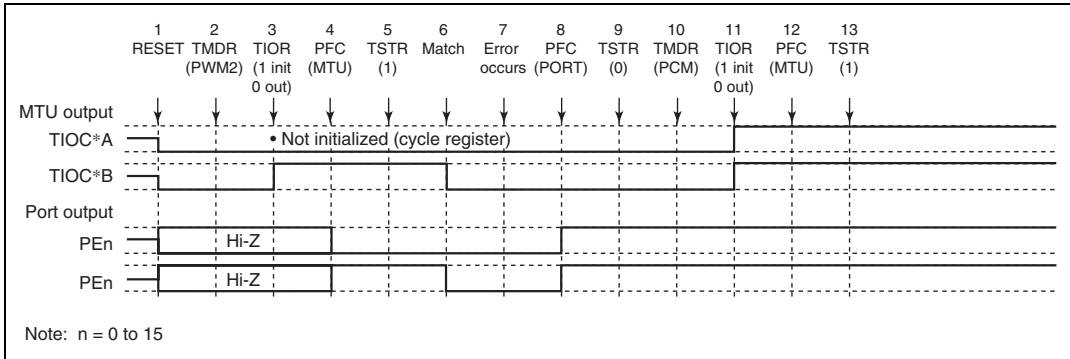 1 2 3 4 5 6 7 8 9 10 11 12 13
RESET TMDR TIOR PFC TSTR Match Error PFC TSTR TMDR TIOR PFC TSTR
(PWM2) (1 init (MTU) (1) occurs (PORT) (0) (PCM) (1 init (MTU) (1)
0 out) 0 out)
MTU output
TIOC*A • Not initialized (cycle register)
TIOC*B
Port output
PEn Hi-Z
PEn Hi-Z
Note: n = 0 to 15